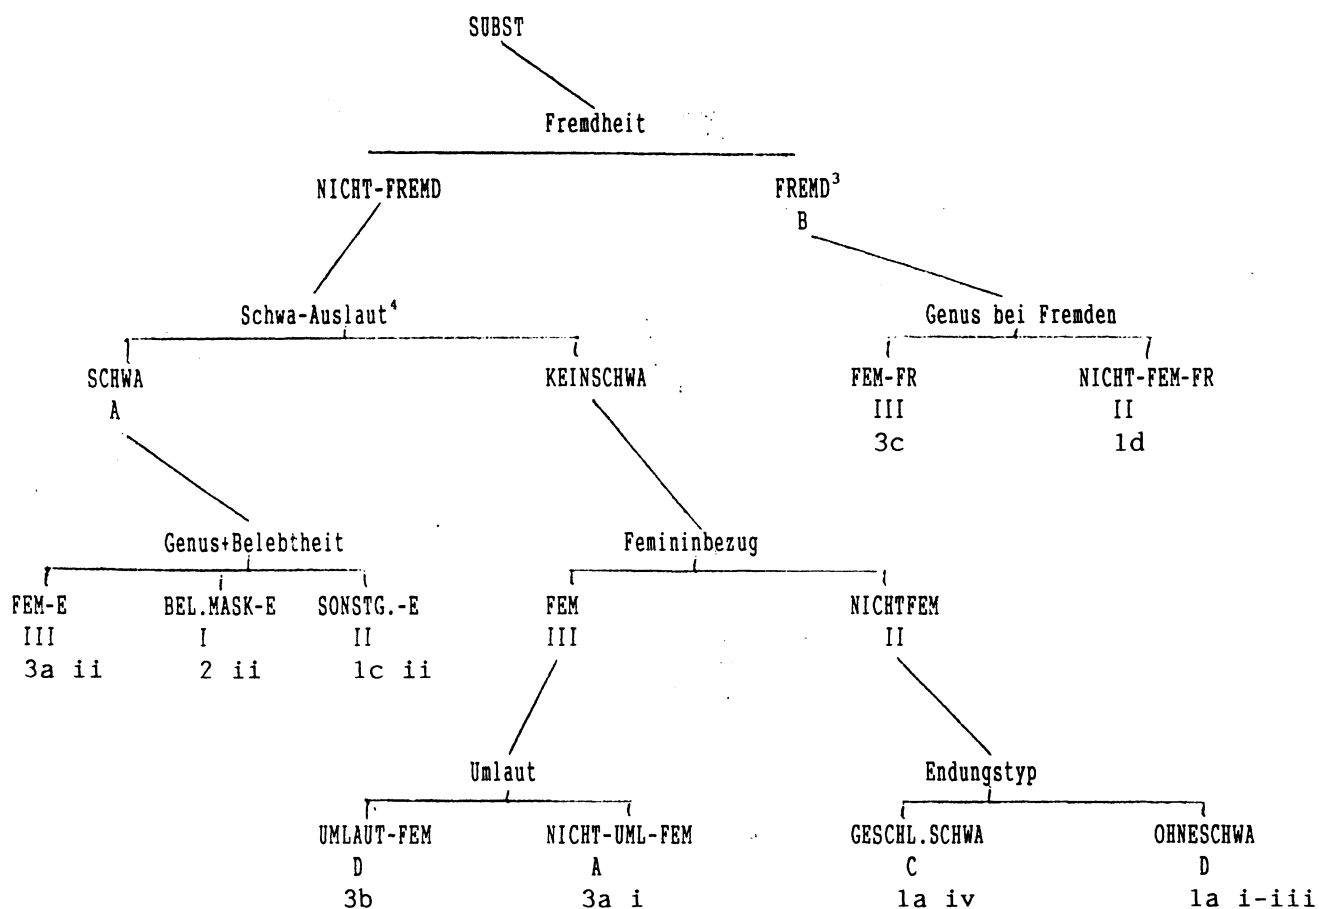 SUBST
Fremdheit
NICHT-FREMD FREMD³
B
Schwa-Auslaut⁴ Genus bei Fremden
SCHWA KEINSCHWA FEM-FR NICHT-FEM-FR
A III II
3c 1d
Genus+Belebtheit Femininbezug
FEM-E BEL.MASK-E SONSTG.-E FEM NICHTFEM
III I II III II
3a ii 2 ii 1c ii
Umlaut Endungstyp
UMLAUT-FEM NICHT-UML-FEM GESCHL.SCHWA OHNESCHWA
D A C D
3b 3a i 1a iv 1a i-iii